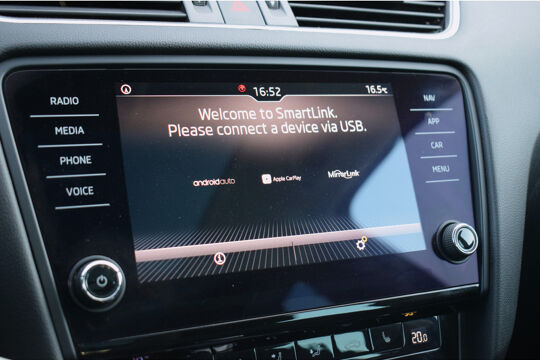 16:52
16.5°C
RADIO
MEDIA
PHONE
VOICE
Welcome to SmartLink.
Please connect a device via USB.
androidauto
Apple CarPlay
MirrorLink
NAV
APP
CAR
MENU
20.0